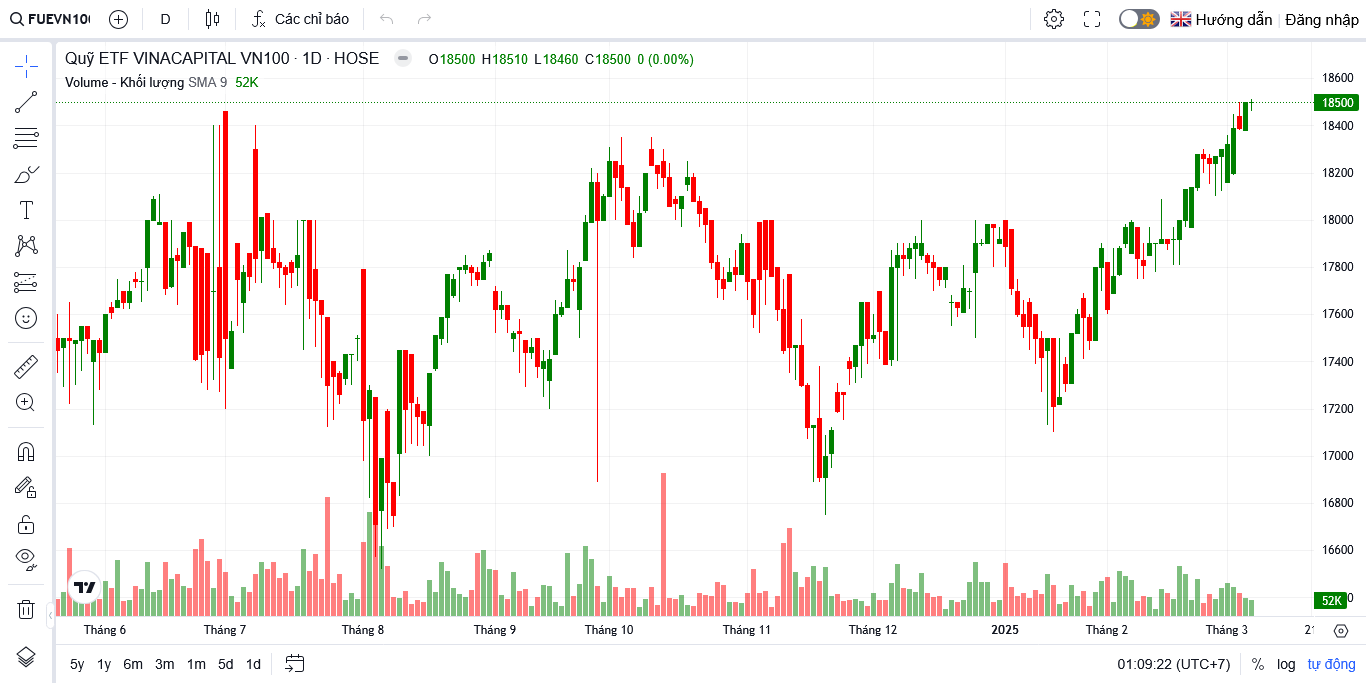 FUEVN10 D Các chỉ báo Hướng dẫn Đăng nhập
Quỹ ETF VINACAPITAL VN100 · 1D · HOSE O18500 H18510 L18460 C18500 0 (0.00%)
Volume - Khối lượng SMA 9 52K
18600
18500
18400
18200
18000
17800
17600
17400
17200
17000
16800
16600
52K
Tháng 6 Tháng 7 Tháng 8 Tháng 9 Tháng 10 Tháng 11 Tháng 12 2025 Tháng 2 Tháng 3
5y 1y 6m 3m 1m 5d 1d 01:09:22 (UTC+7) % log tự động